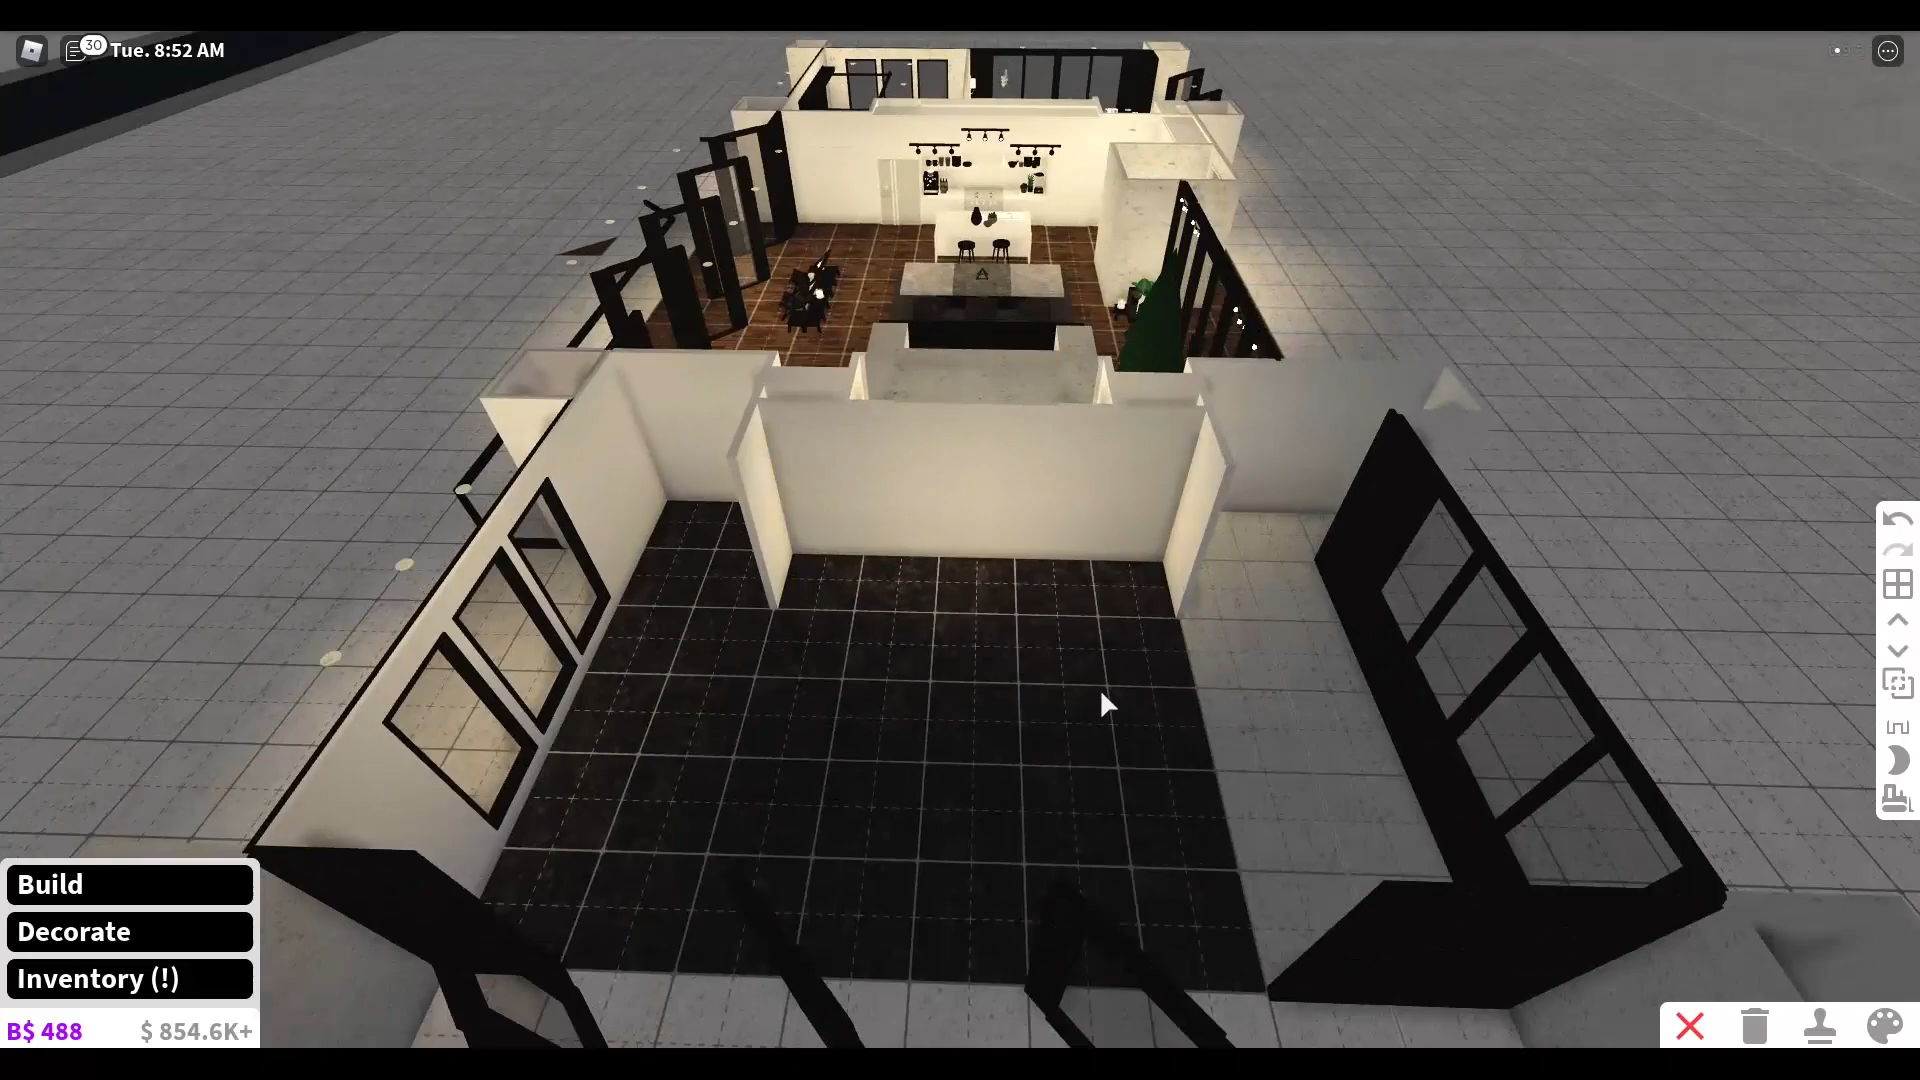 30
Tue. 8:52 AM
Build
Decorate
Inventory (!)
B$ 488
$ 854.6K+